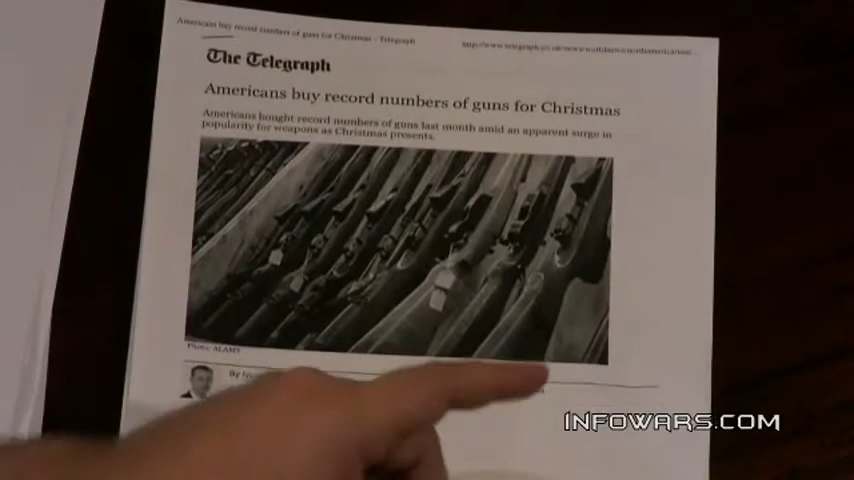 Americans buy record numbers of guns for Christmas - Telegraph
The Telegraph
Americans buy record numbers of guns for Christmas
Americans bought record numbers of guns last month amid an apparent surge in
popularity for weapons as Christmas presents.
Photo: ALAMY
By
INFOWARS.COM